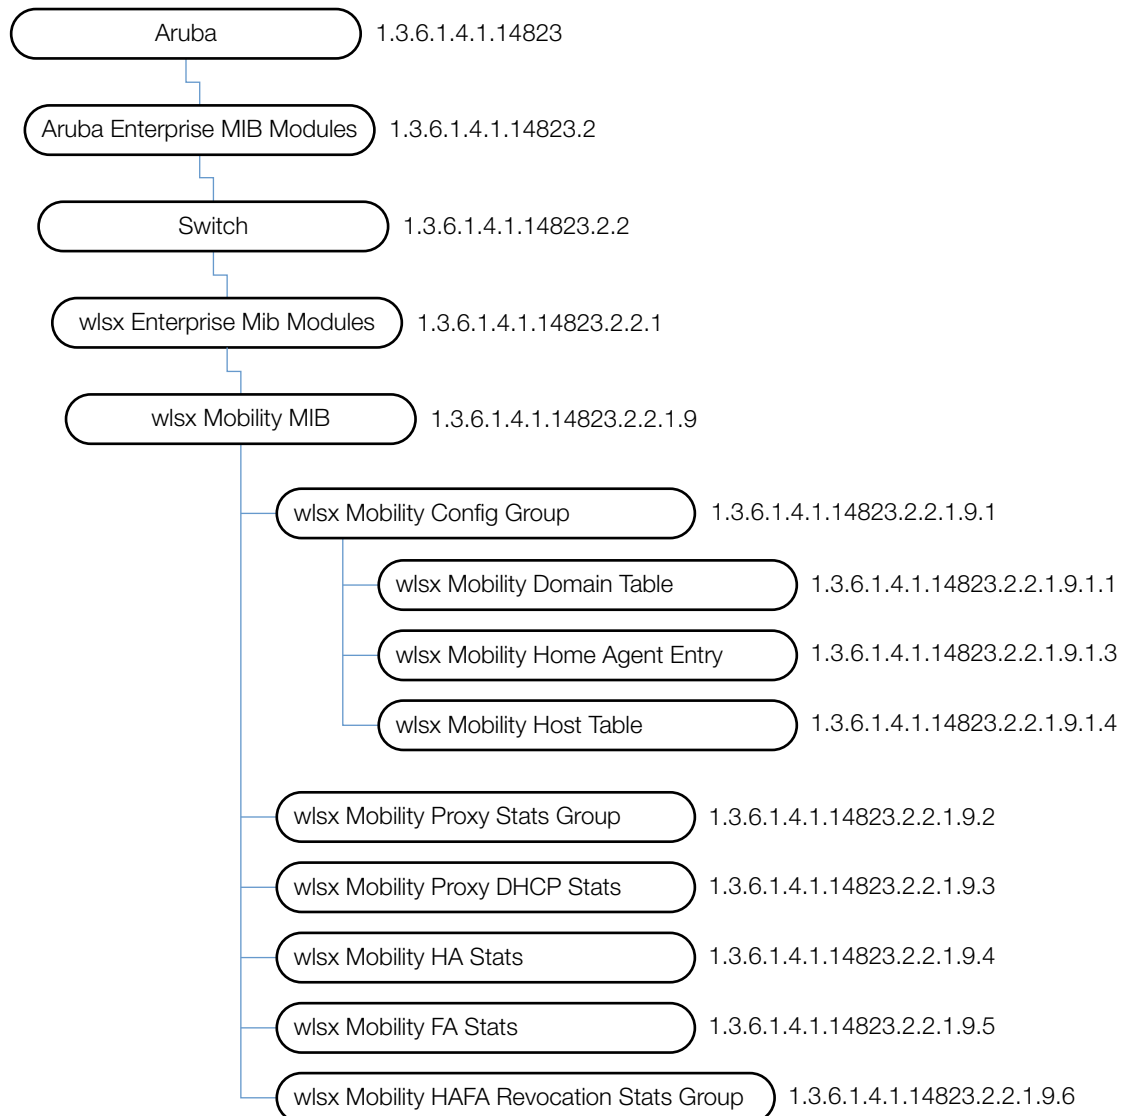 Aruba 1.3.6.1.4.1.14823
Aruba Enterprise MIB Modules 1.3.6.1.4.1.14823.2
Switch 1.3.6.1.4.1.14823.2.2
wlsx Enterprise Mib Modules 1.3.6.1.4.1.14823.2.2.1
wlsx Mobility MIB 1.3.6.1.4.1.14823.2.2.1.9
wlsx Mobility Config Group 1.3.6.1.4.1.14823.2.2.1.9.1
wlsx Mobility Domain Table 1.3.6.1.4.1.14823.2.2.1.9.1.1
wlsx Mobility Home Agent Entry 1.3.6.1.4.1.14823.2.2.1.9.1.3
wlsx Mobility Host Table 1.3.6.1.4.1.14823.2.2.1.9.1.4
wlsx Mobility Proxy Stats Group 1.3.6.1.4.1.14823.2.2.1.9.2
wlsx Mobility Proxy DHCP Stats 1.3.6.1.4.1.14823.2.2.1.9.3
wlsx Mobility HA Stats 1.3.6.1.4.1.14823.2.2.1.9.4
wlsx Mobility FA Stats 1.3.6.1.4.1.14823.2.2.1.9.5
wlsx Mobility HAFA Revocation Stats Group 1.3.6.1.4.1.14823.2.2.1.9.6